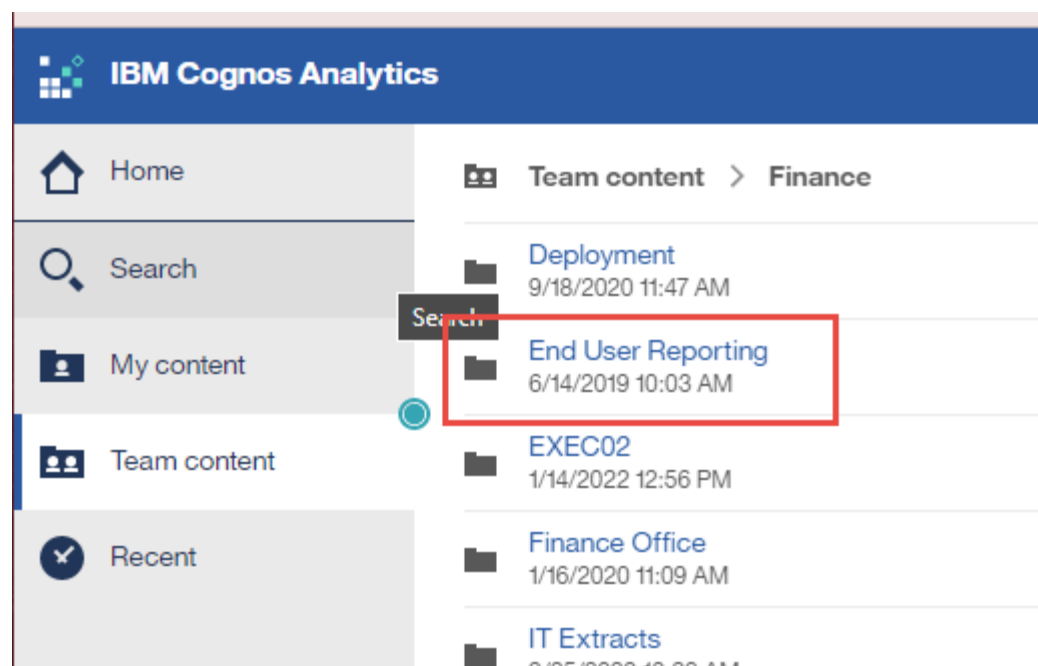 IBM Cognos Analytics
Home
Search
My content
Team content
Recent
Search
Team content > Finance
Deployment
9/18/2020 11:47 AM
End User Reporting
6/14/2019 10:03 AM
EXEC02
1/14/2022 12:56 PM
Finance Office
1/16/2020 11:09 AM
IT Extracts